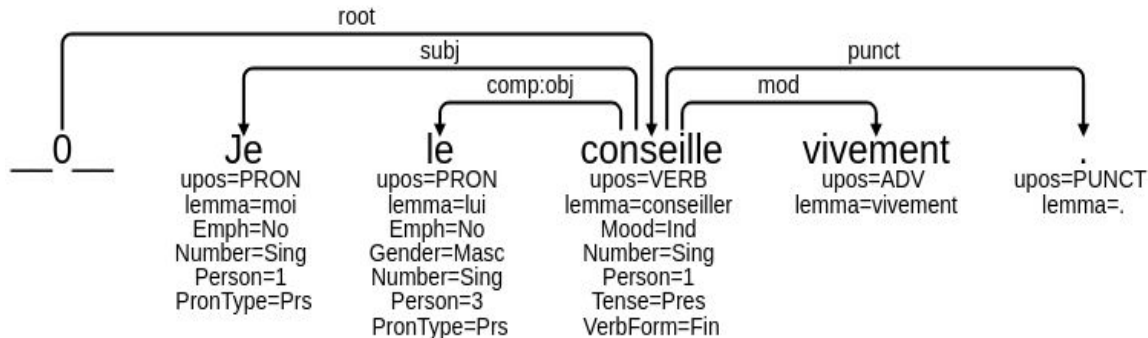 root
subj
punct
comp:obj
mod
__0__ Je le conseille vivement .
upos=PRON upos=PRON upos=VERB upos=ADV upos=PUNCT
lemma=moi lemma=lui lemma=conseiller lemma=vivement lemma=.
Emph=No Emph=No Mood=Ind
Number=Sing Gender=Masc Number=Sing
Person=1 Number=Sing Person=1
PronType=Prs Person=3 Tense=Pres
PronType=Prs VerbForm=Fin